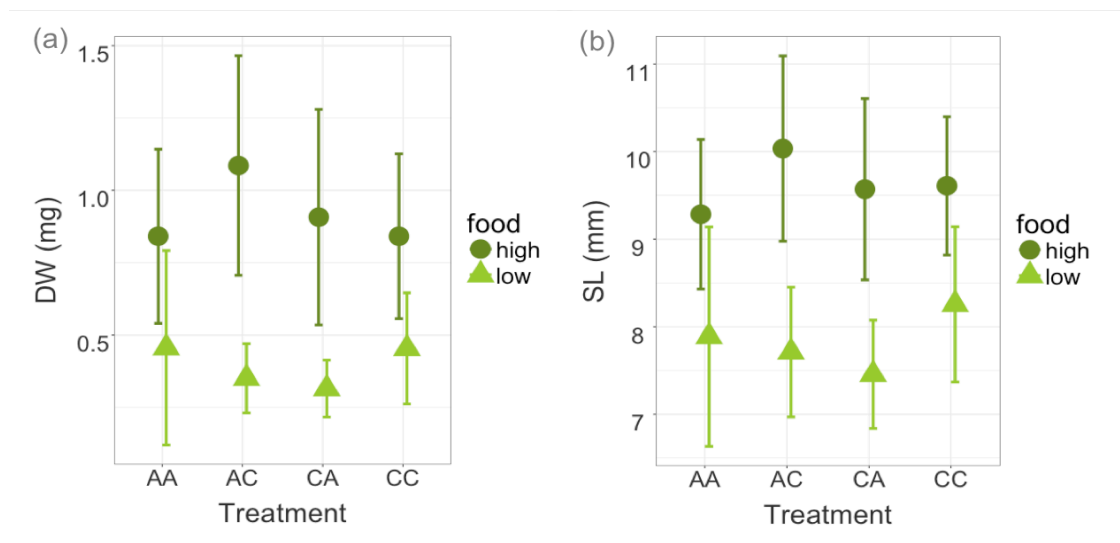 (a)
1.5
1.0
0.5
DW (mg)
AA AC CA CC
Treatment
food
high
low
(b)
11
10
9
8
7
SL (mm)
AA AC CA CC
Treatment
food
high
low